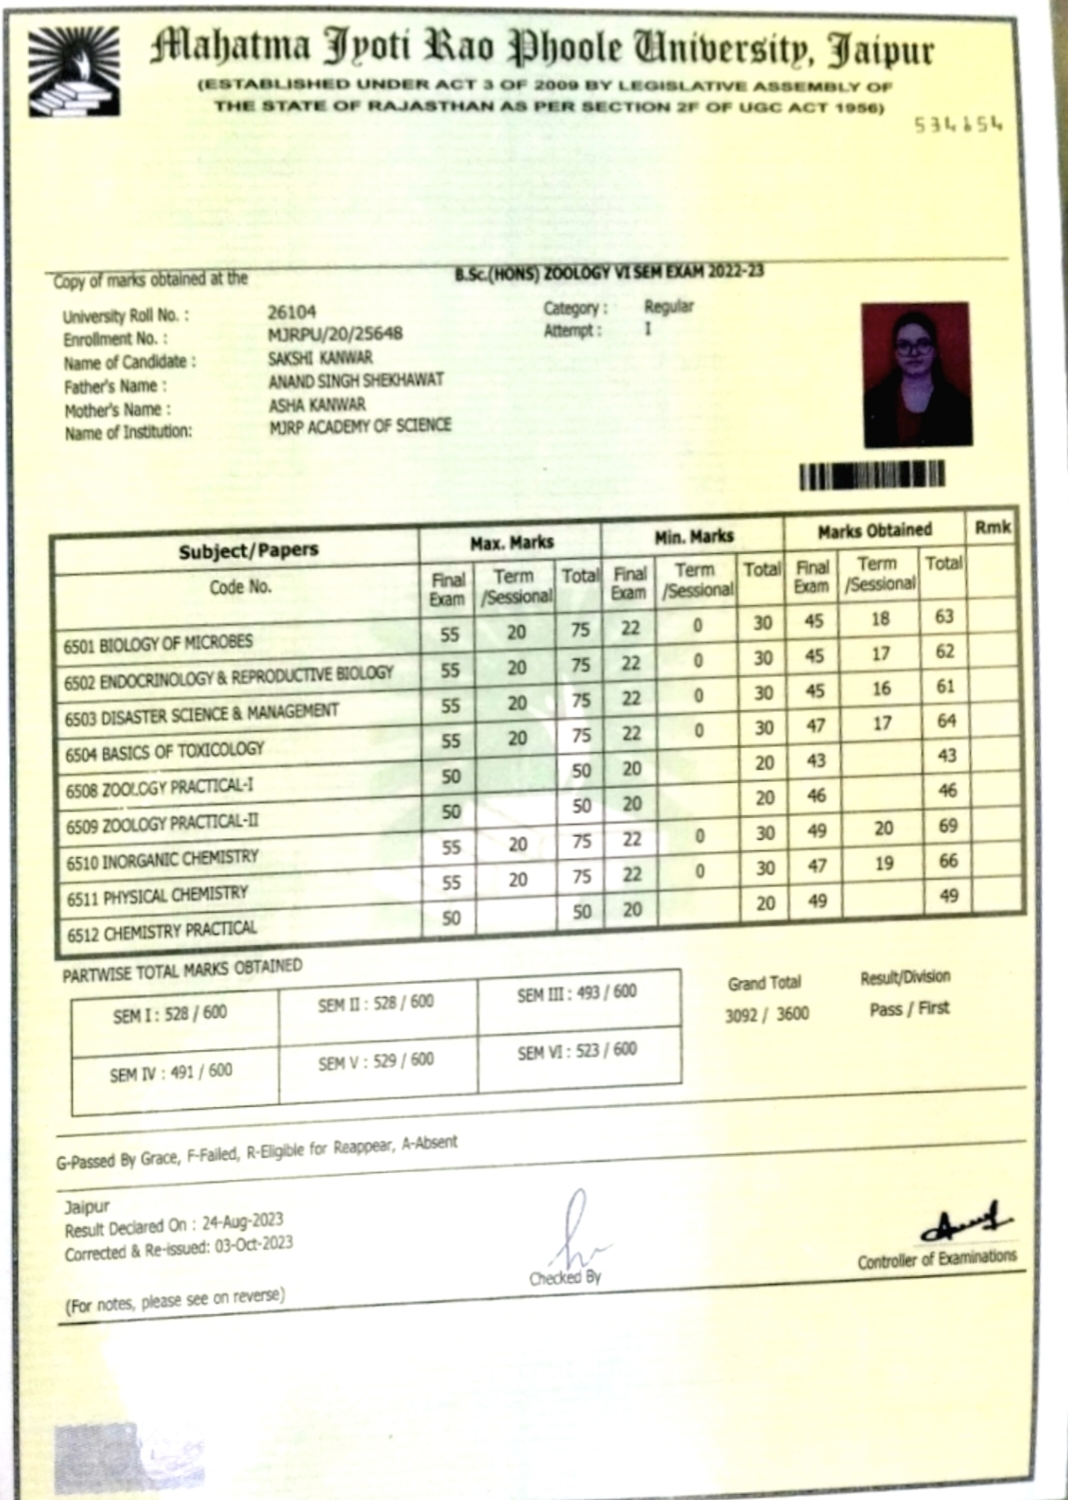 Mahatma Jyoti Rao Phoole University, Jaipur
(ESTABLISHED UNDER ACT 3 OF 2009 BY LEGISLATIVE ASSEMBLY OF
THE STATE OF RAJASTHAN AS PER SECTION 2F OF UGC ACT 1956)
534654
Copy of marks obtained at the B.Sc.(HONS) ZOOLOGY VI SEM EXAM 2022-23
University Roll No. : 26104 Category : Regular
Enrollment No. : MJRPU/20/25648 Attempt : I
Name of Candidate : SAKSHI KANWAR
Father's Name : ANAND SINGH SHEKHAWAT
Mother's Name : ASHA KANWAR
Name of Institution: MJRP ACADEMY OF SCIENCE
Subject/Papers Max. Marks Min. Marks Marks Obtained Rmk
Code No. Final Exam Term /Sessional Total Final Exam Term /Sessional Total Final Exam Term /Sessional Total
6501 BIOLOGY OF MICROBES 55 20 75 22 0 30 45 18 63
6502 ENDOCRINOLOGY & REPRODUCTIVE BIOLOGY 55 20 75 22 0 30 45 17 62
6503 DISASTER SCIENCE & MANAGEMENT 55 20 75 22 0 30 45 16 61
6504 BASICS OF TOXICOLOGY 55 20 75 22 0 30 47 17 64
6508 ZOOLOGY PRACTICAL-I 50 50 20 20 43 43
6509 ZOOLOGY PRACTICAL-II 50 50 20 20 46 46
6510 INORGANIC CHEMISTRY 55 20 75 22 0 30 49 20 69
6511 PHYSICAL CHEMISTRY 55 20 75 22 0 30 47 19 66
6512 CHEMISTRY PRACTICAL 50 50 20 20 49 49
PARTWISE TOTAL MARKS OBTAINED
SEM I : 528 / 600 SEM II : 528 / 600 SEM III : 493 / 600 Grand Total Result/Division
SEM IV : 491 / 600 SEM V : 529 / 600 SEM VI : 523 / 600 3092 / 3600 Pass / First
G-Passed By Grace, F-Failed, R-Eligible for Reappear, A-Absent
Jaipur
Result Declared On : 24-Aug-2023
Corrected & Re-issued: 03-Oct-2023
Checked By Controller of Examinations
(For notes, please see on reverse)